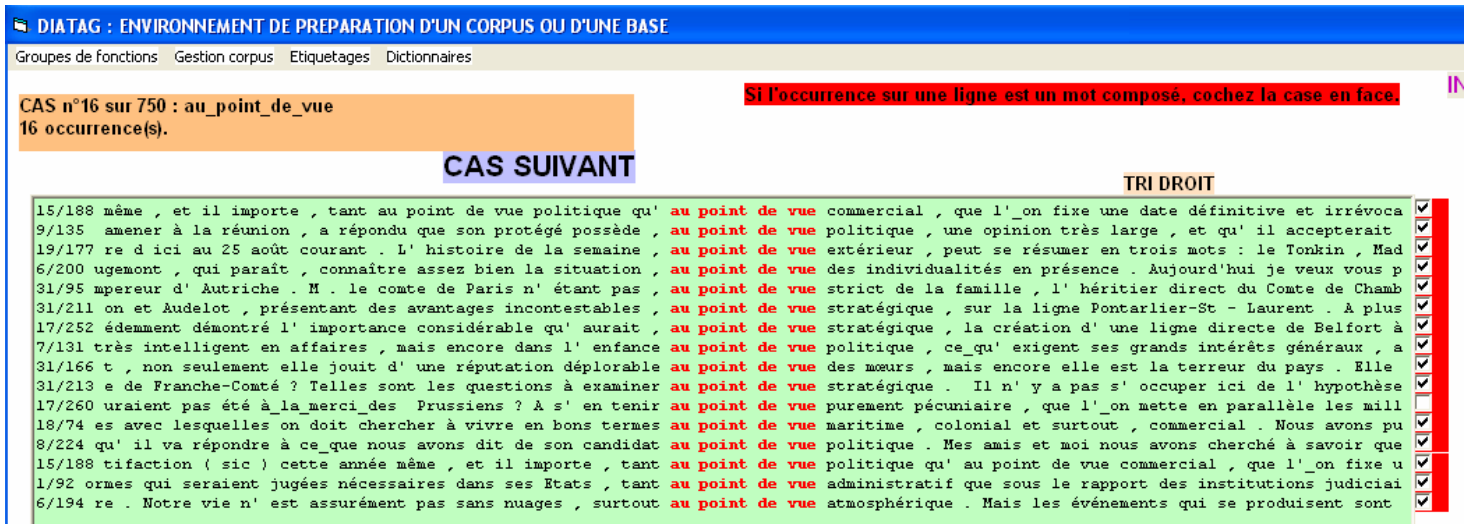 DIATAG : ENVIRONNEMENT DE PREPARATION D'UN CORPUS OU D'UNE BASE
Groupes de fonctions Gestion corpus Etiquetages Dictionnaires
IN
CAS n°16 sur 750 : au_point_de_vue
16 occurrence(s).
Si l'occurrence sur une ligne est un mot composé, cochez la case en face.
CAS SUIVANT
TRI DROIT
15/188 même , et il importe , tant au point de vue politique qu' au point de vue commercial , que l'_on fixe une date définitive et irrévoca
9/135 amener à la réunion , a répondu que son protégé possède , au point de vue politique , une opinion très large , et qu' il accepterait
19/177 re d ici au 25 août courant . L' histoire de la semaine , au point de vue extérieur , peut se résumer en trois mots : le Tonkin , Mad
6/200 ugemont , qui paraît , connaître assez bien la situation , au point de vue des individualités en présence . Aujourd'hui je veux vous p
31/95 mpereur d' Autriche . M . le comte de Paris n' étant pas , au point de vue strict de la famille , l' héritier direct du Comte de Chamb
31/211 on et Audelot , présentant des avantages incontestables , au point de vue stratégique , sur la ligne Pontarlier-St - Laurent . A plus
17/252 édemment démontré l' importance considérable qu' aurait , au point de vue stratégique , la création d' une ligne directe de Belfort à
7/131 très intelligent en affaires , mais encore dans l' enfance au point de vue politique , ce_qu' exigent ses grands intérêts généraux , a
31/166 t , non seulement elle jouit d' une réputation déplorable au point de vue des mœurs , mais encore elle est la terreur du pays . Elle
31/213 e de Franche-Comté ? Telles sont les questions à examiner au point de vue stratégique . Il n' y a pas s' occuper ici de l' hypothèse
17/260 uraient pas été à_la_merci_des Prussiens ? A s' en tenir au point de vue purement pécuniaire , que l'_on mette en parallèle les mill
18/74 es avec lesquelles on doit chercher à vivre en bons termes au point de vue maritime , colonial et surtout , commercial . Nous avons pu
8/224 qu' il va répondre à ce_que nous avons dit de son candidat au point de vue politique . Mes amis et moi nous avons cherché à savoir que
15/188 tifaction ( sic ) cette année même , et il importe , tant au point de vue politique qu' au point de vue commercial , que l'_on fixe u
1/92 ormes qui seraient jugées nécessaires dans ses Etats , tant au point de vue administratif que sous le rapport des institutions judiciai
6/194 re . Notre vie n' est assurément pas sans nuages , surtout au point de vue atmosphérique . Mais les événements qui se produisent sont